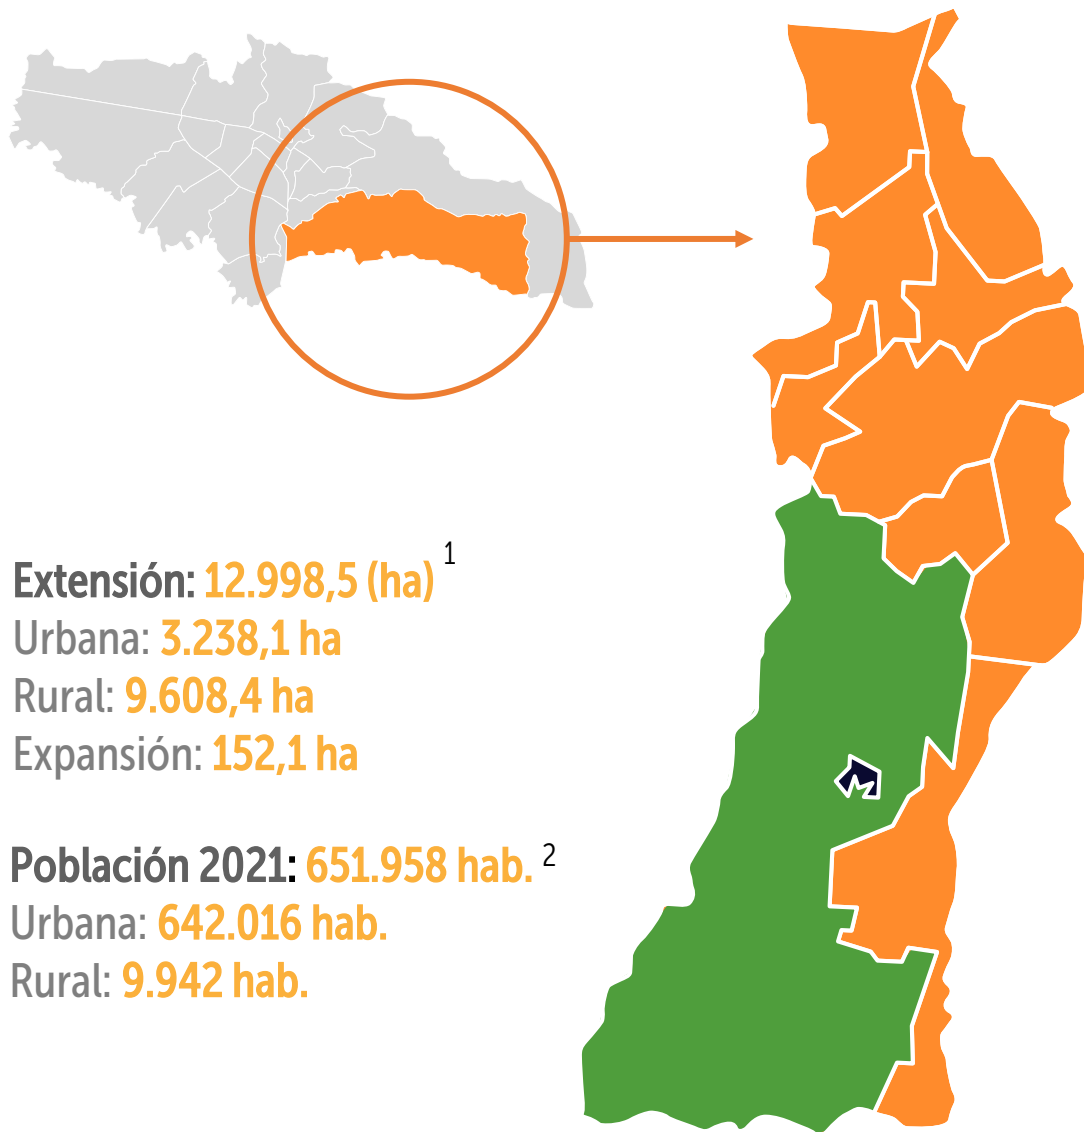 Extensión: 12.998,5 (ha) 1
Urbana: 3.238,1 ha
Rural: 9.608,4 ha
Expansión: 152,1 ha
Población 2021: 651.958 hab. 2
Urbana: 642.016 hab.
Rural: 9.942 hab.